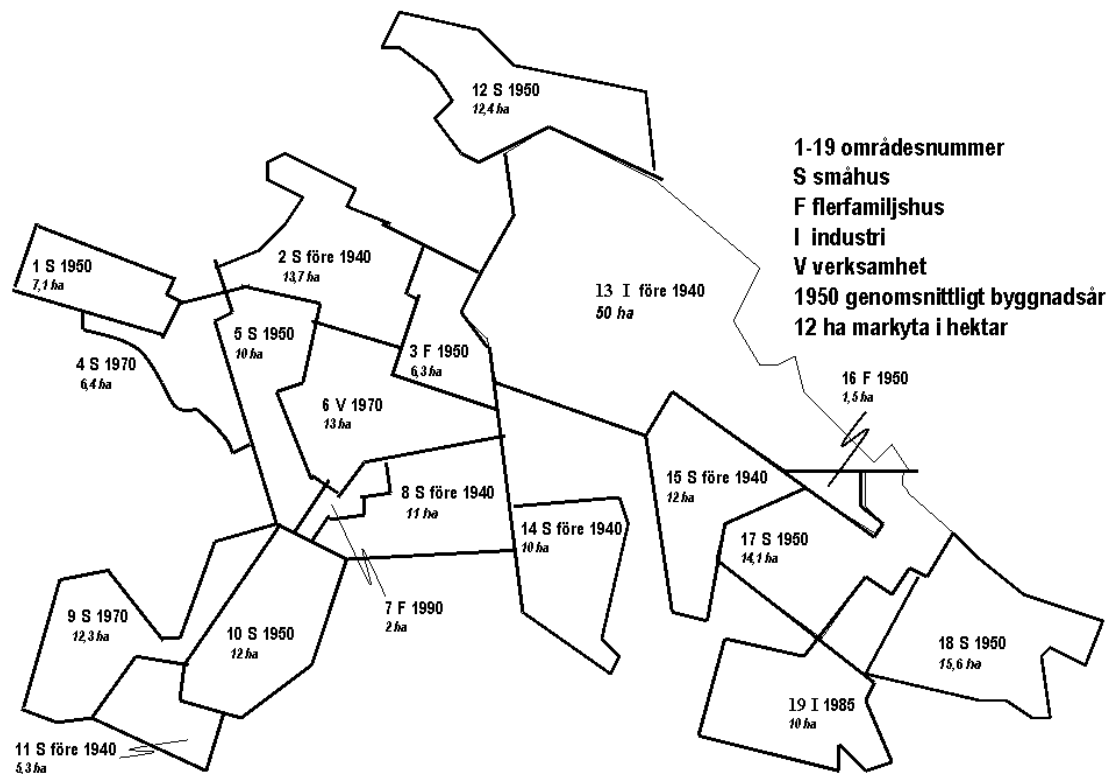 12 S 1950
12,4 ha
1-19 områdesnummer
S småhus
F flerfamiljshus
I industri
V verksamhet
1950 genomsnittligt byggnadsår
12 ha markyta i hektar
1 S 1950
7,1 ha
2 S före 1940
13,7 ha
13 I före 1940
50 ha
5 S 1950
10 ha
3 F 1950
6,3 ha
4 S 1970
6,4 ha
16 F 1950
1,5 ha
6 V 1970
13 ha
8 S före 1940
11 ha
15 S före 1940
12 ha
14 S före 1940
10 ha
17 S 1950
14,1 ha
7 F 1990
2 ha
9 S 1970
12,3 ha
10 S 1950
12 ha
18 S 1950
15,6 ha
19 I 1985
10 ha
11 S före 1940
5,3 ha